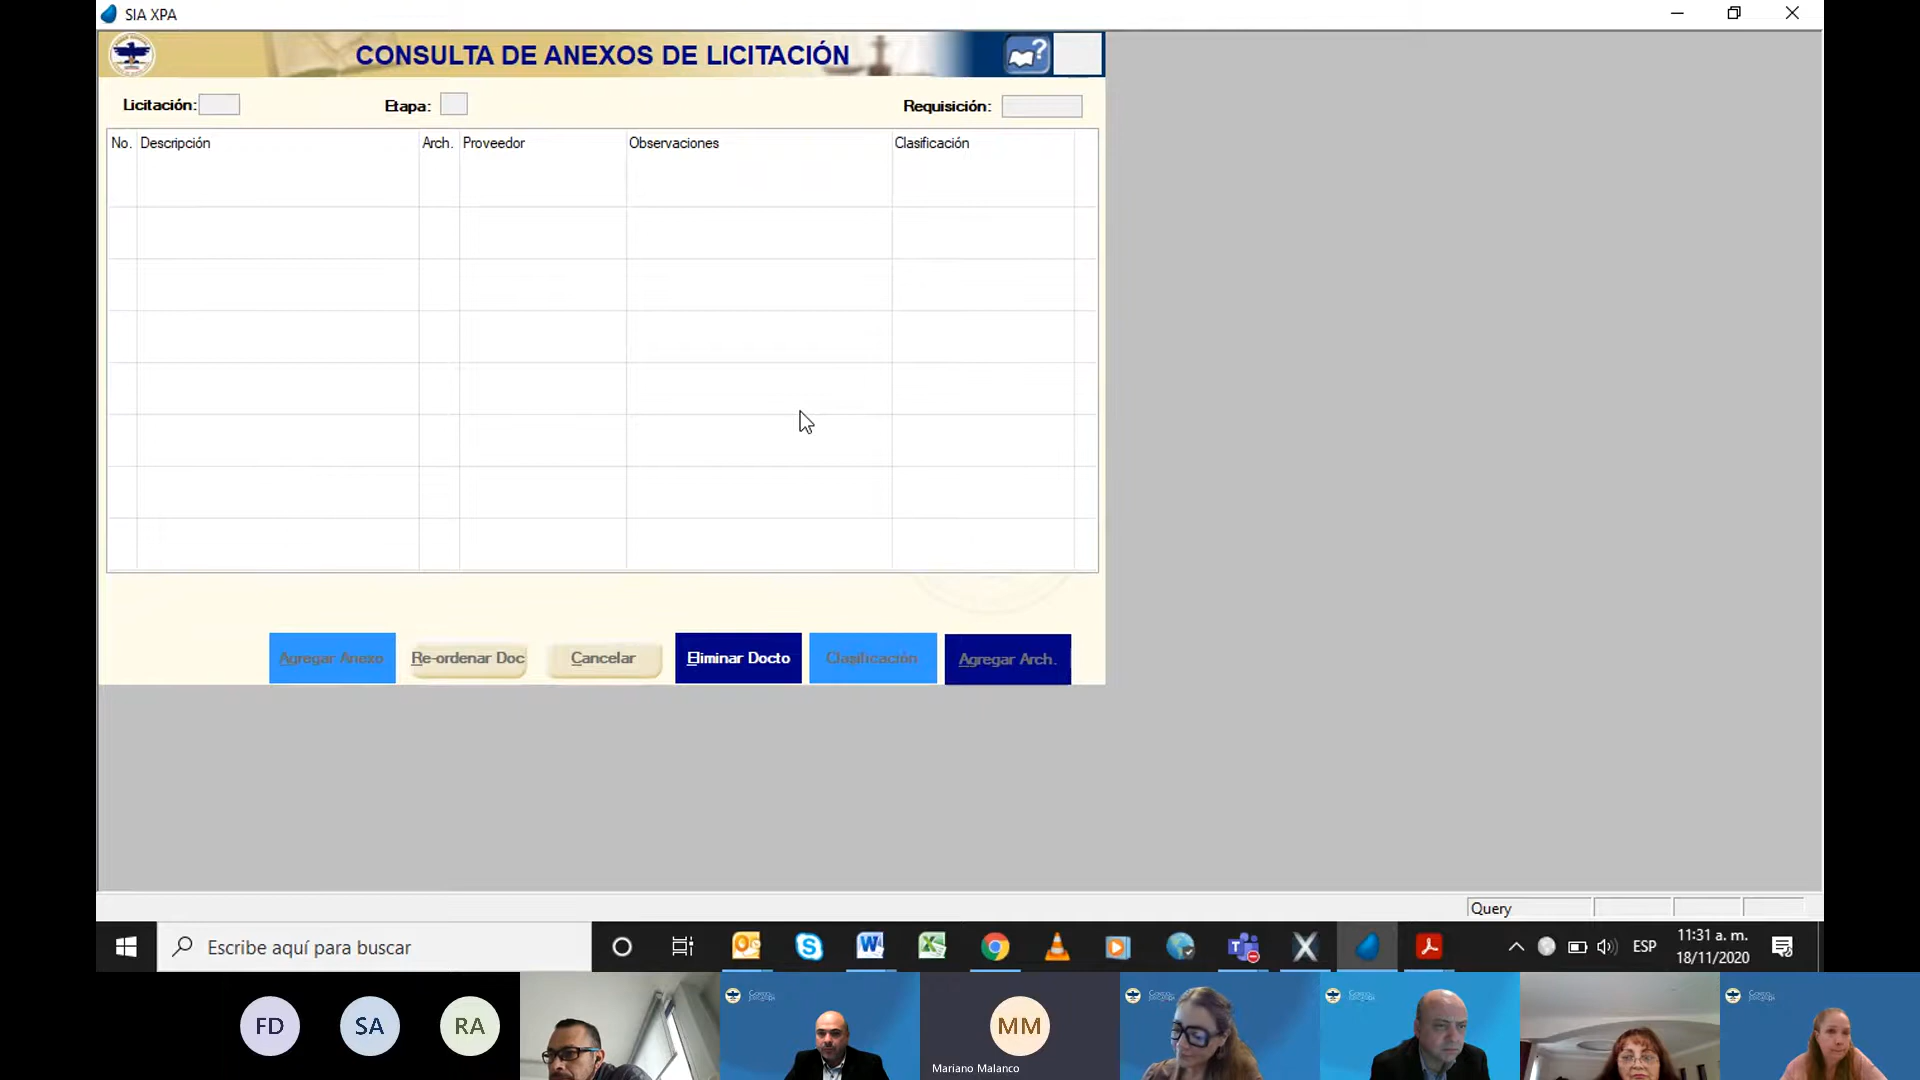 SIA XPA
CONSULTA DE ANEXOS DE LICITACIÓN
Licitación:
Etapa:
Requisición:
No.
Descripción
Arch.
Proveedor
Observaciones
Clasificación
Agregar Anexo
Re-ordenar Doc
Cancelar
Eliminar Docto
Clasificación
Agregar Arch.
Query
Escribe aquí para buscar
ESP
11:31 a. m.
18/11/2020
FD
SA
RA
MM
Mariano Malanco